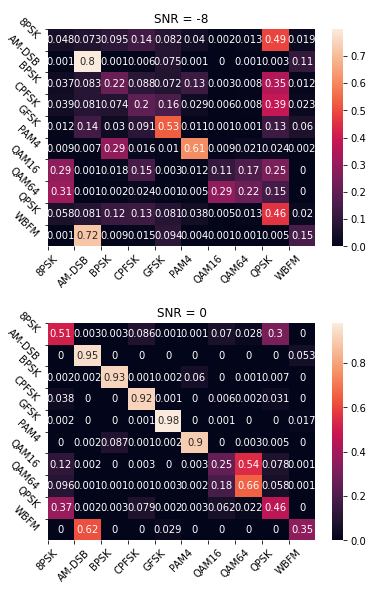 SNR = -8
8PSK 0.048 0.073 0.095 0.14 0.082 0.04 0.002 0.013 0.49 0.019
AM-DSB 0.001 0.8 0.001 0.006 0.075 0.001 0 0.001 0.003 0.11
BPSK 0.037 0.083 0.22 0.088 0.072 0.13 0.006 0.006 0.35 0.012
CPFSK 0.039 0.081 0.074 0.2 0.16 0.029 0.006 0.008 0.39 0.023
GFSK 0.012 0.14 0.03 0.091 0.53 0.011 0.001 0.001 0.13 0.06
PAM4 0.009 0.007 0.29 0.016 0.01 0.61 0.001 0.021 0.024 0.002
QAM16 0.29 0.001 0.018 0.15 0.003 0.012 0.11 0.17 0.25 0
QAM64 0.31 0.001 0.002 0.024 0.001 0.005 0.29 0.22 0.15 0
QPSK 0.058 0.081 0.12 0.13 0.081 0.038 0.005 0.013 0.46 0.02
WBFM 0.001 0.72 0.009 0.015 0.094 0.004 0.001 0.001 0.005 0.15
8PSK AM-DSB BPSK CPFSK GFSK PAM4 QAM16 QAM64 QPSK WBFM
0.7
0.6
0.5
0.4
0.3
0.2
0.1
0.0
SNR = 0
8PSK 0.51 0.003 0.003 0.086 0.001 0.001 0.07 0.028 0.3 0
AM-DSB 0 0.95 0 0 0 0 0 0 0 0.053
BPSK 0.002 0.002 0.93 0.001 0.003 0.06 0 0.001 0.007 0
CPFSK 0.038 0 0.001 0.92 0.001 0 0.006 0.002 0.031 0
GFSK 0.002 0 0 0.001 0.98 0 0 0 0 0.017
PAM4 0 0.002 0.087 0.001 0.002 0.9 0 0.003 0.005 0
QAM16 0.12 0.002 0 0.003 0 0.003 0.25 0.54 0.078 0.001
QAM64 0.096 0.001 0.001 0.001 0.003 0.002 0.18 0.66 0.058 0.001
QPSK 0.37 0.002 0.003 0.079 0.002 0.003 0.062 0.022 0.46 0
WBFM 0 0.62 0 0 0.029 0 0 0 0 0.35
8PSK AM-DSB BPSK CPFSK GFSK PAM4 QAM16 QAM64 QPSK WBFM
0.8
0.6
0.4
0.2
0.0